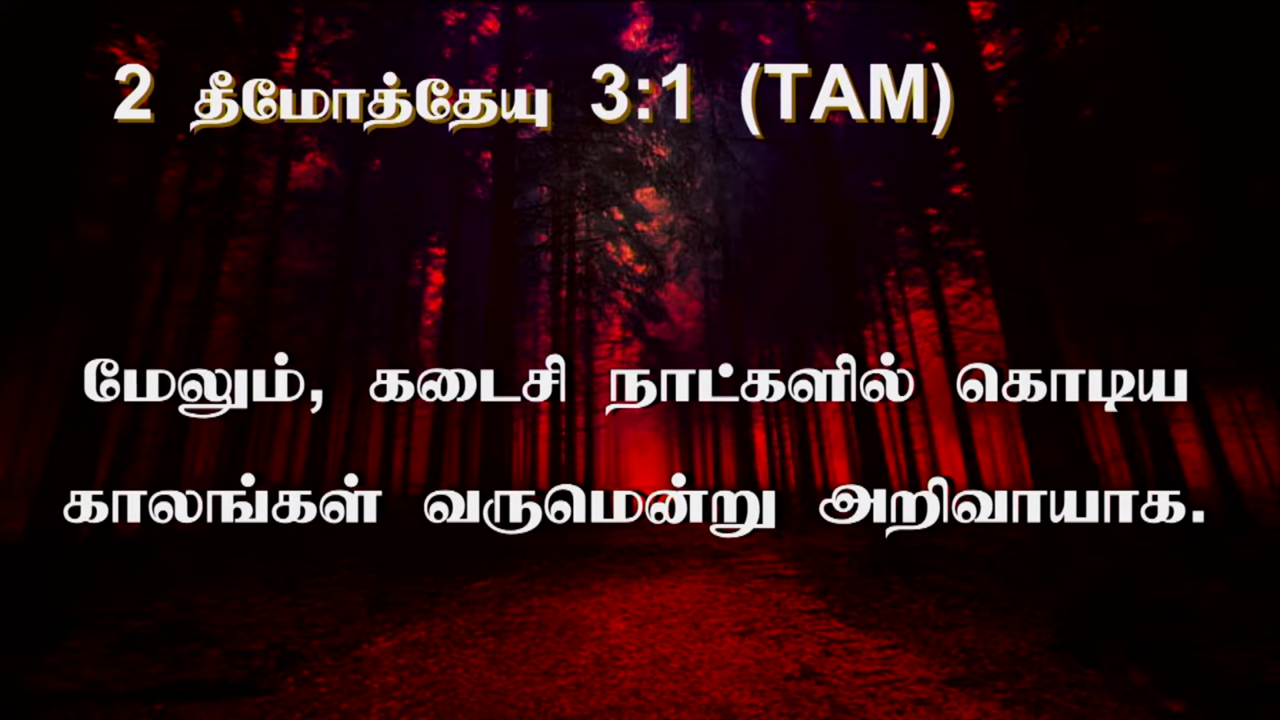 2 தீமோத்தேயு 3:1 (TAM)
மேலும், கடைசி நாட்களில் கொடிய
காலங்கள் வருமென்று அறிவாயாக.